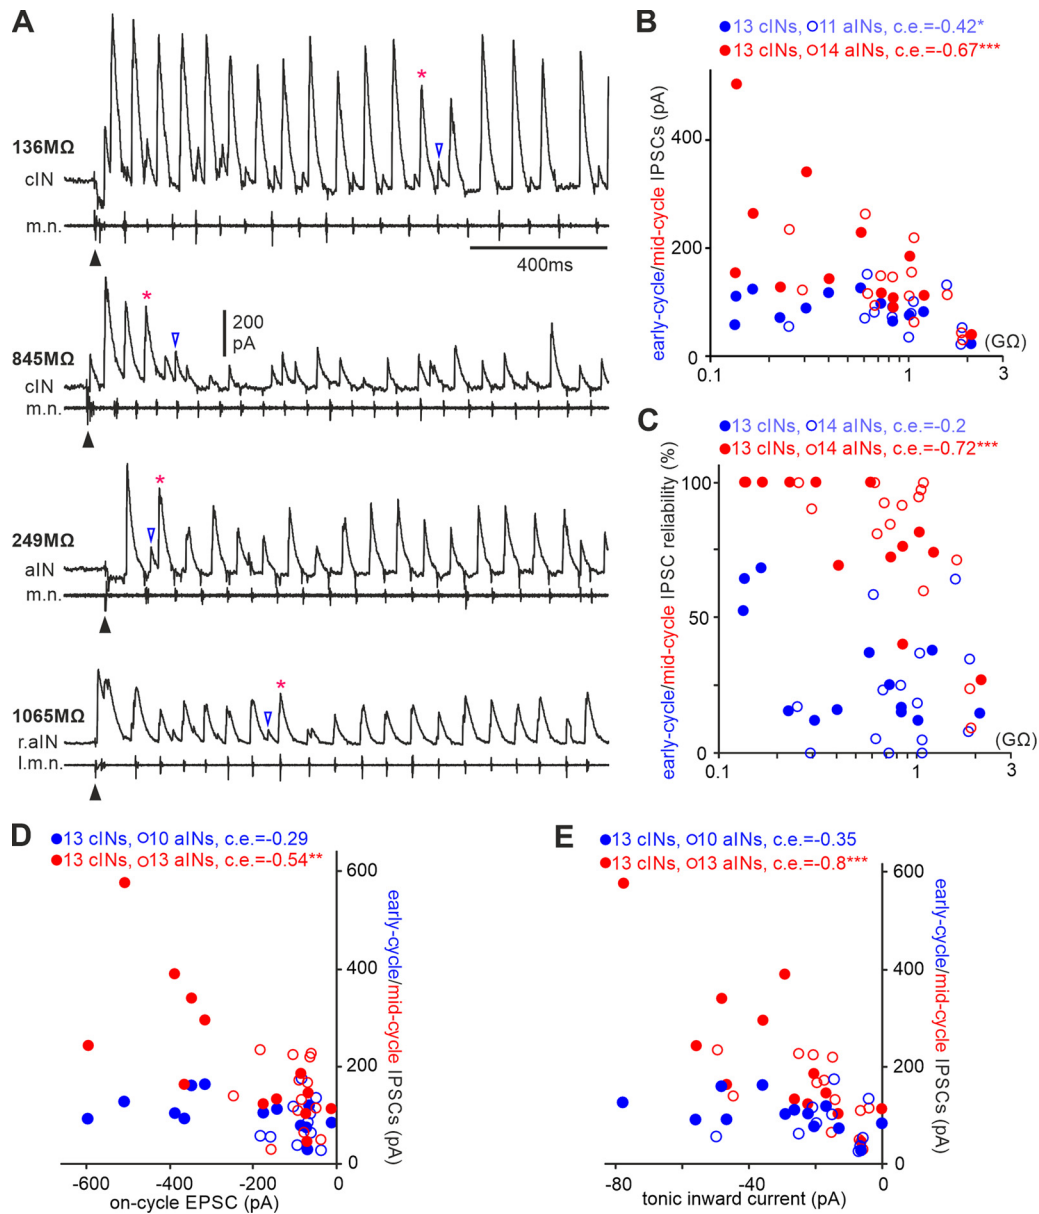 A
136MΩ
cIN
m.n.
400ms
*
845MΩ
cIN
m.n.
200
pA
*
249MΩ
aIN
m.n.
*
1065MΩ
r.aIN
l.m.n.
*
B
13 cINs, 11 aINs, c.e.=-0.42*
13 cINs, 14 aINs, c.e.=-0.67***
early-cycle/mid-cycle IPSCs (pA)
400
200
0
0.1
1
3
(GΩ)
C
13 cINs, 14 aINs, c.e.=-0.2
13 cINs, 14 aINs, c.e.=-0.72***
early-cycle/mid-cycle IPSC reliability (%)
100
50
0
0.1
1
3
(GΩ)
D
13 cINs, 10 aINs, c.e.=-0.29
13 cINs, 13 aINs, c.e.=-0.54**
600
400
200
0
early-cycle/mid-cycle IPSCs (pA)
-600
-400
-200
0
on-cycle EPSC (pA)
E
13 cINs, 10 aINs, c.e.=-0.35
13 cINs, 13 aINs, c.e.=-0.8***
600
400
200
0
early-cycle/mid-cycle IPSCs (pA)
-80
-40
0
tonic inward current (pA)